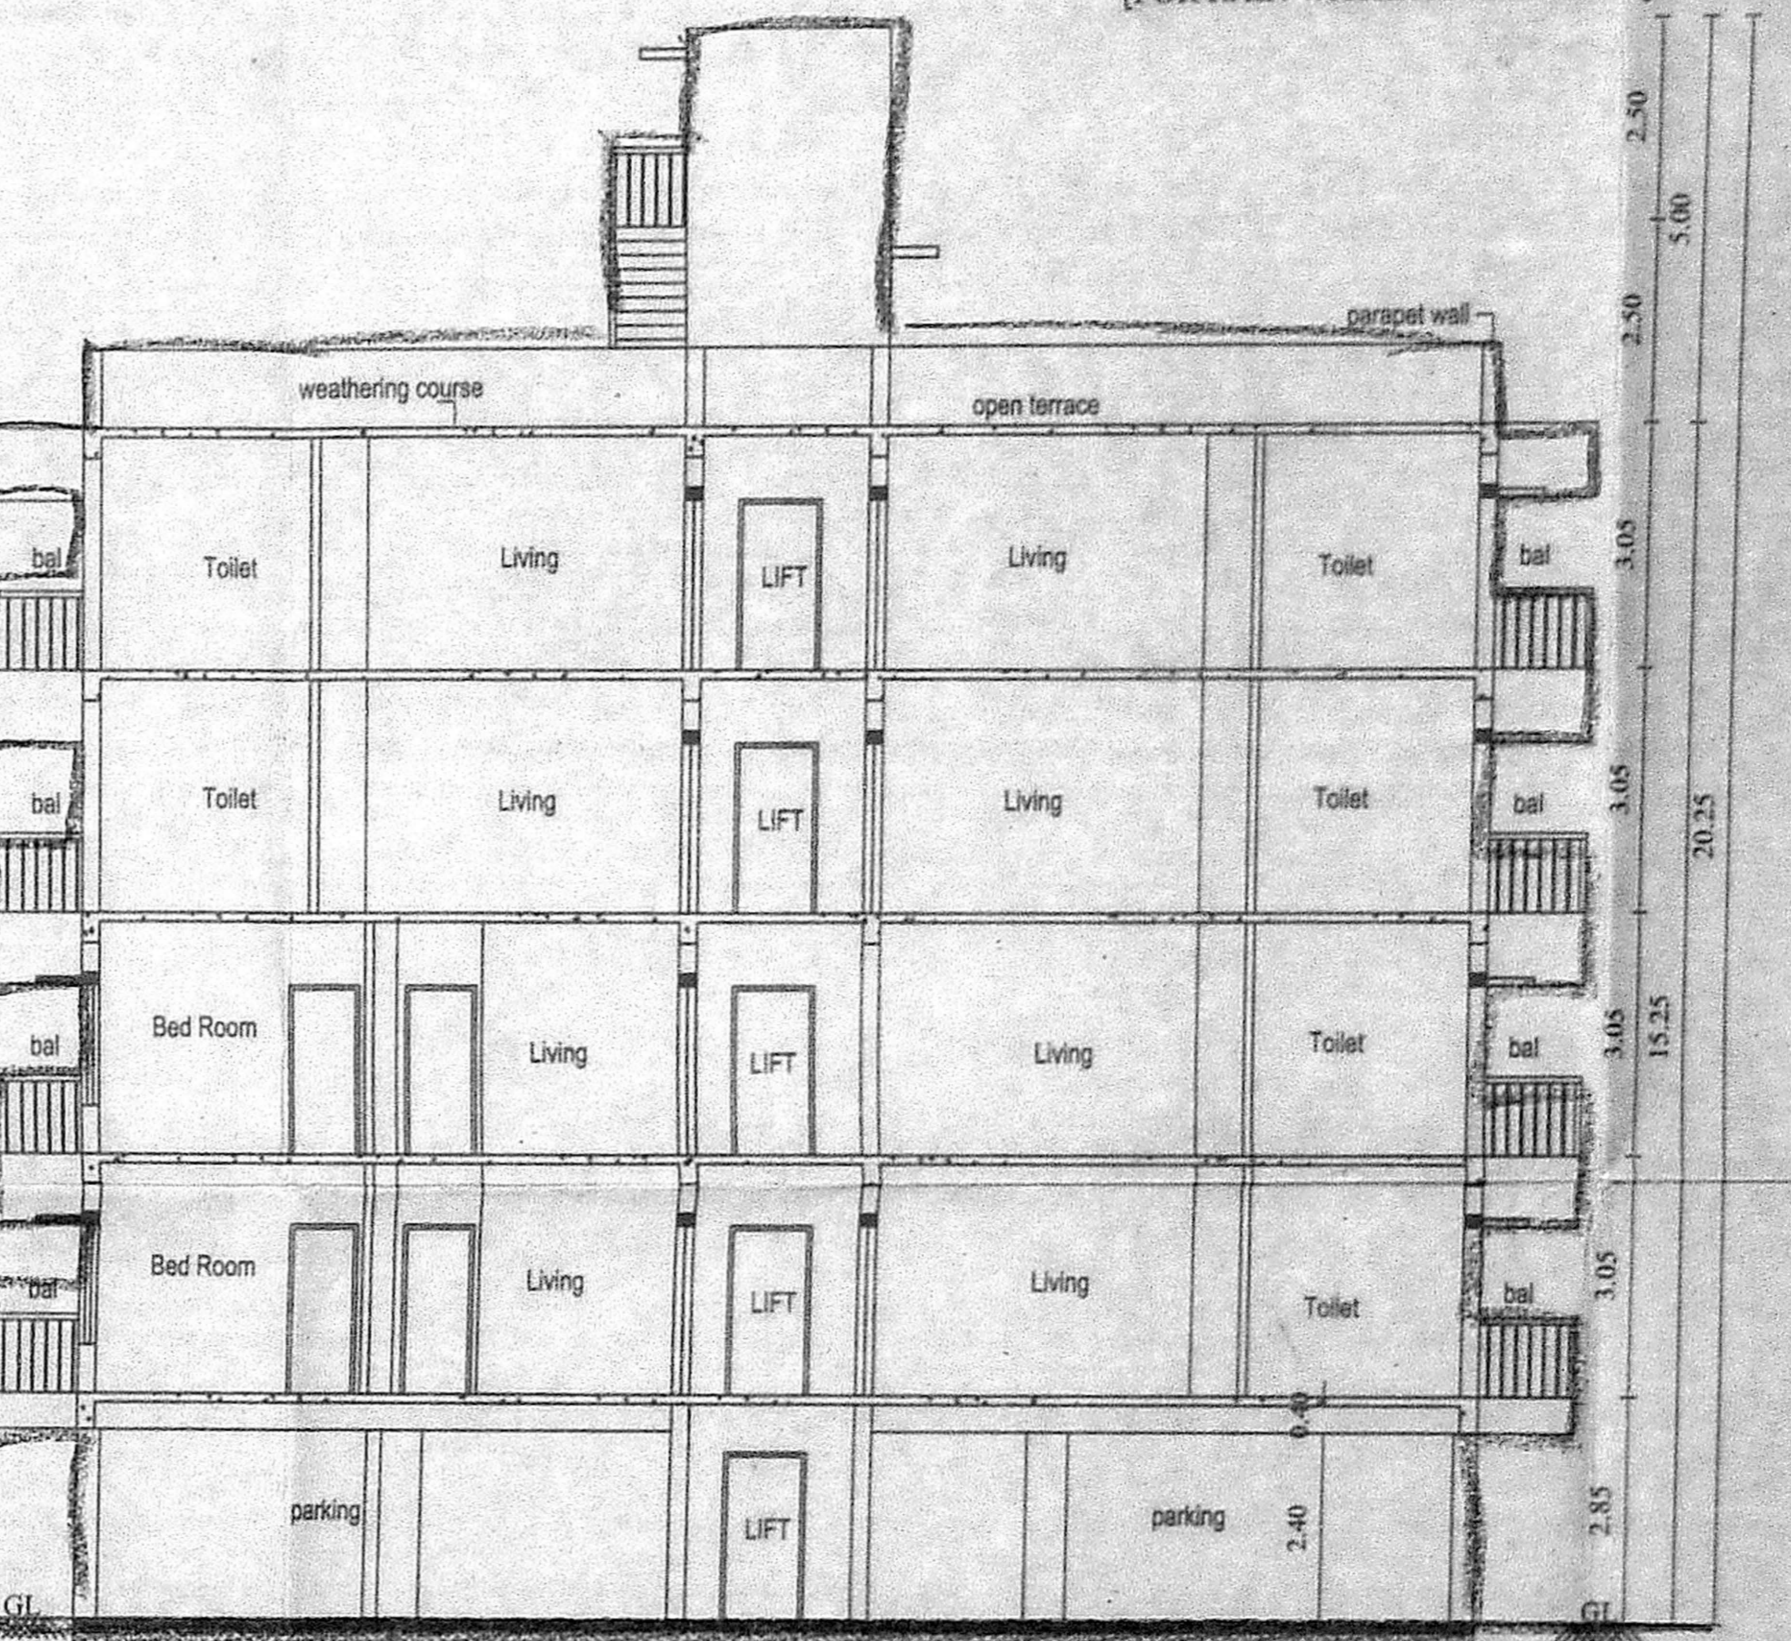 2.50
5.00
2.50
parapet wall
weathering course
open terrace
bal
Toilet
Living
LIFT
Living
Toilet
bal
3.05
bal
Toilet
Living
LIFT
Living
Toilet
bal
3.05
20.25
bal
Bed Room
Living
LIFT
Living
Toilet
bal
3.05
15.25
bal
Bed Room
Living
LIFT
Living
Toilet
bal
3.05
0.40
parking
LIFT
parking
2.40
2.85
GL
GL